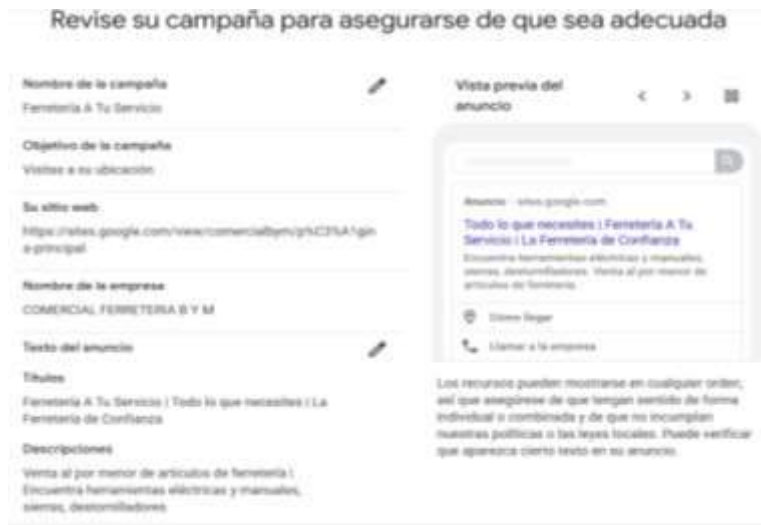 Revise su campaña para asegurarse de que sea adecuada
Nombre de la campaña
Ferretería A Tu Servicio
Objetivo de la campaña
Visitas a su ubicación
Su sitio web
https://sites.google.com/view/comercialbym/p%C3%A1gin
a-principal
Nombre de la empresa
COMERCIAL FERRETERIA B Y M
Texto del anuncio
Títulos
Ferretería A Tu Servicio | Todo lo que necesites | La
Ferretería de Confianza
Descripciones
Venta al por menor de artículos de ferretería |
Encuentra herramientas eléctricas y manuales,
sierras, destornilladores
Vista previa del
anuncio
Anuncio · sites.google.com
Todo lo que necesites | Ferretería A Tu
Servicio | La Ferretería de Confianza
Encuentra herramientas eléctricas y manuales,
sierras, destornilladores. Venta al por menor de
artículos de ferretería.
Cómo llegar
Llamar a la empresa
Los recursos pueden mostrarse en cualquier orden,
así que asegúrese de que tengan sentido de forma
individual o combinada y de que no incumplan
nuestras políticas o las leyes locales. Puede verificar
que aparezca cierto texto en su anuncio.